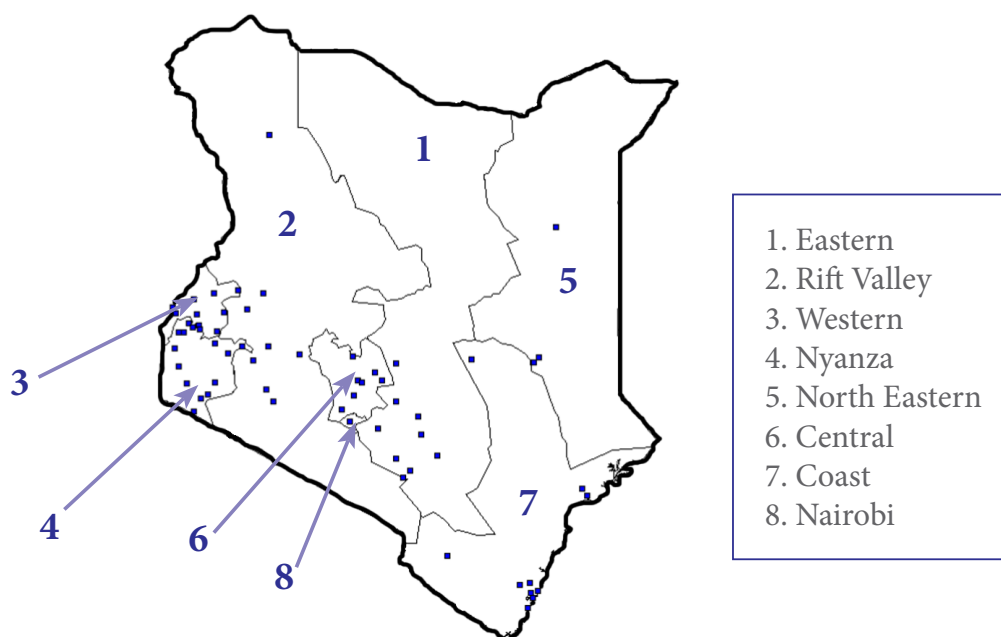 1
2
5
3
4
6
7
8
1. Eastern
2. Rift Valley
3. Western
4. Nyanza
5. North Eastern
6. Central
7. Coast
8. Nairobi